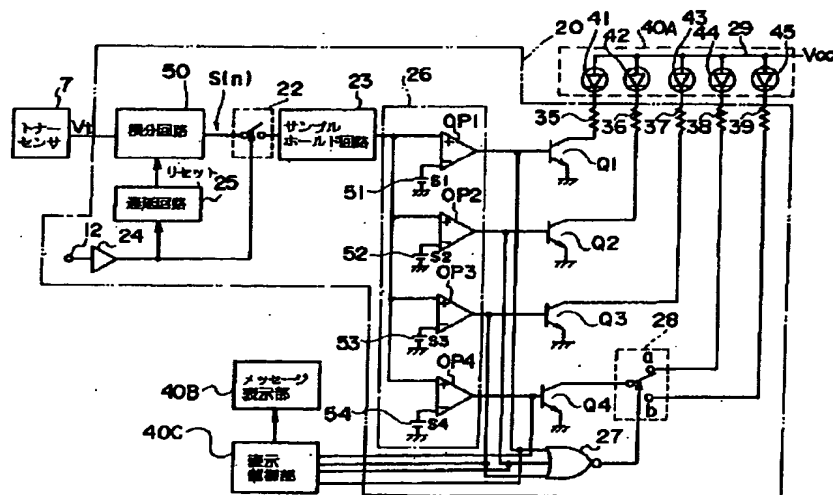 41
42
20
40A
43
44
29
45
Vcc
7
50
S(n)
22
23
26
トナー
センサ
Vt
積分回路
サンプル
ホールド回路
リセット
遅延回路
25
12
24
35
36
37
38
39
OP1
S1
51
Q1
OP2
S2
52
Q2
OP3
S3
53
Q3
28
a
b
OP4
S4
54
Q4
27
40B
メッセージ
表示部
40C
表示
制御部